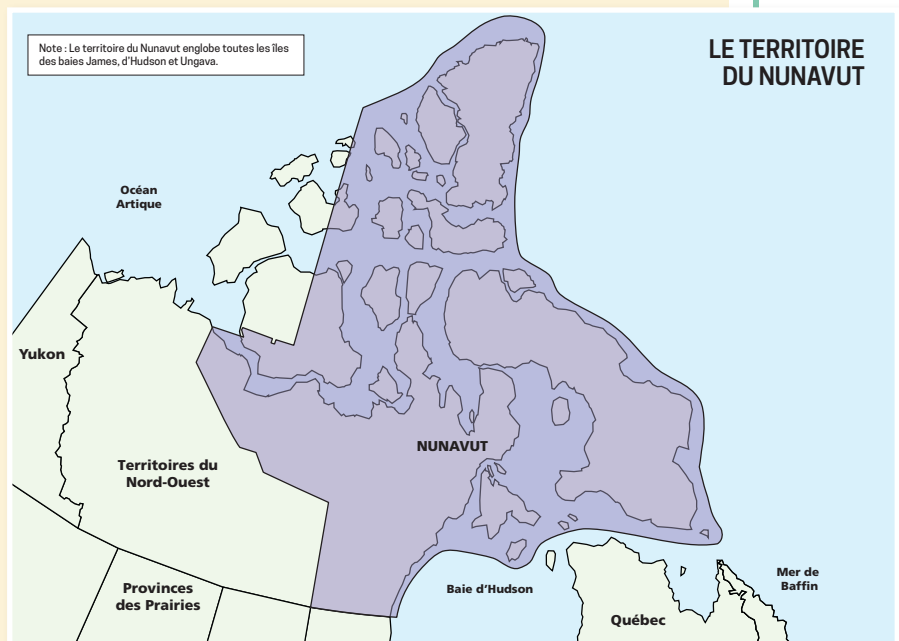 Note : Le territoire du Nunavut englobe toutes les îles
des baies James, d'Hudson et Ungava.
LE TERRITOIRE
DU NUNAVUT
Océan
Artique
Yukon
NUNAVUT
Territoires du
Nord-Ouest
Provinces
des Prairies
Baie d'Hudson
Mer de
Baffin
Québec